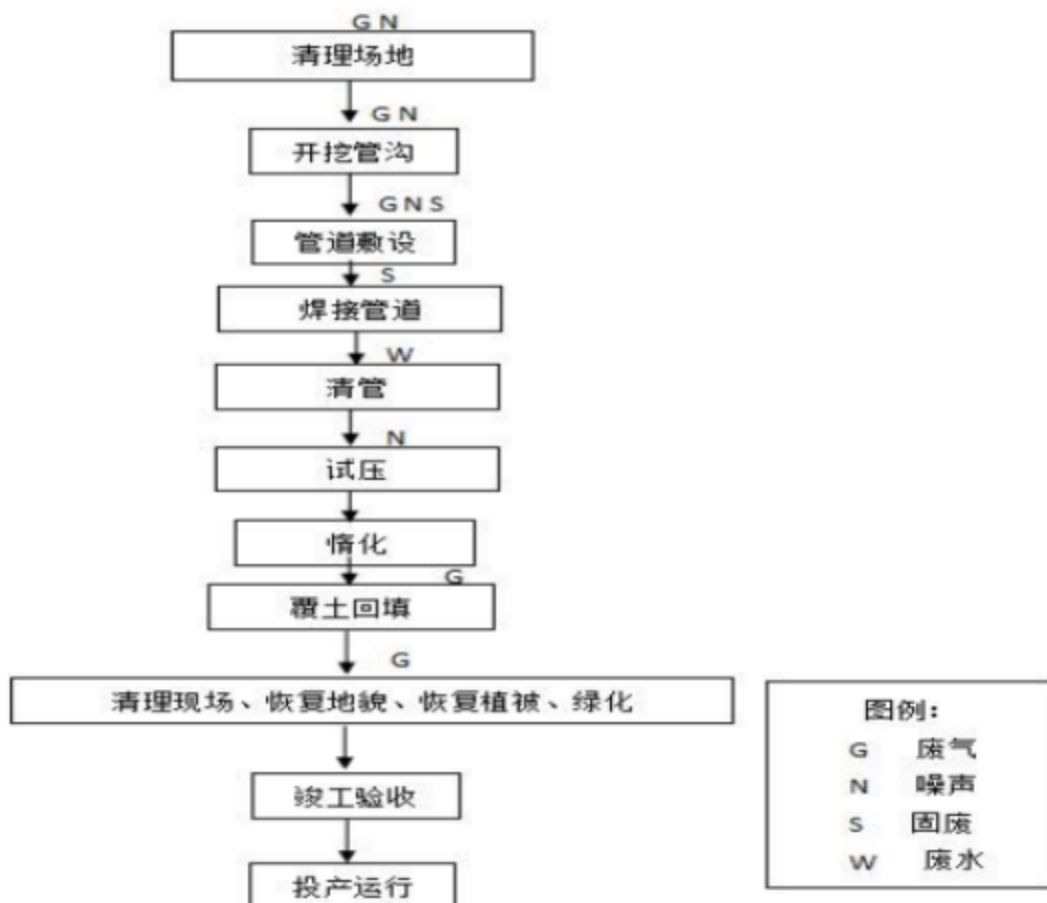 G N
清理场地
G N
开挖管沟
G N S
管道敷设
S
焊接管道
W
清管
N
试压
惰化
G
覆土回填
G
清理现场、恢复地貌、恢复植被、绿化
竣工验收
投产运行
图例：
G 废气
N 噪声
S 固废
W 废水